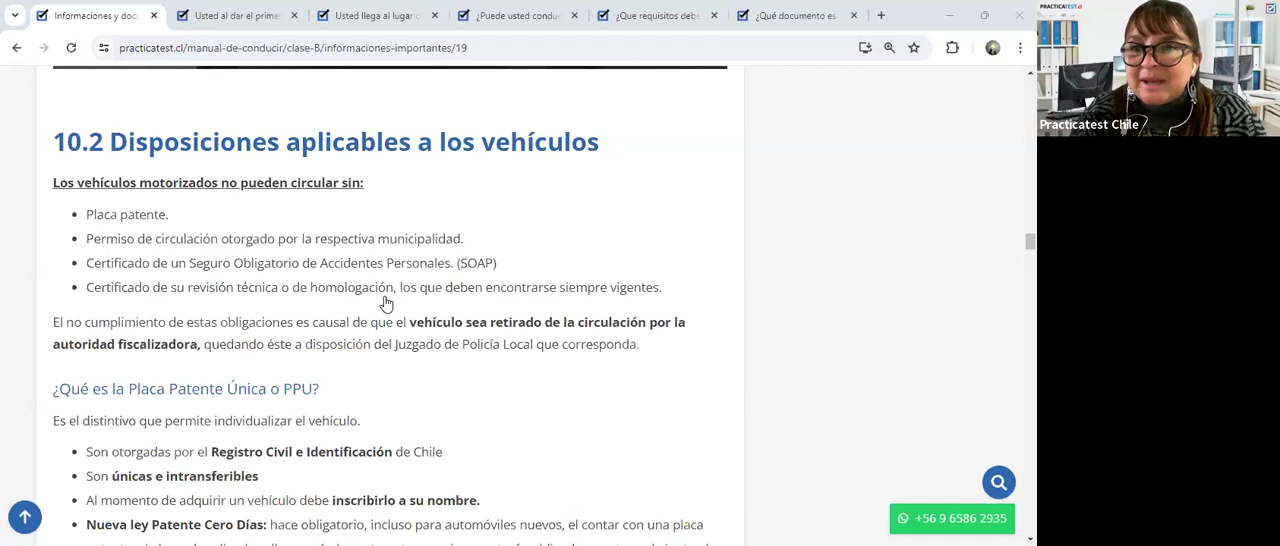 Informaciones y docu
Usted al dar el primer
Usted llega al lugar o
¿Puede usted conduc
¿Que requisitos debe
¿Qué documento es
practicatest.cl/manual-de-conducir/clase-B/informaciones-importantes/19
PRACTICATEST.cl
Practicatest Chile
10.2 Disposiciones aplicables a los vehículos
Los vehículos motorizados no pueden circular sin:
• Placa patente.
• Permiso de circulación otorgado por la respectiva municipalidad.
• Certificado de un Seguro Obligatorio de Accidentes Personales. (SOAP)
• Certificado de su revisión técnica o de homologación, los que deben encontrarse siempre vigentes.
El no cumplimiento de estas obligaciones es causal de que el vehículo sea retirado de la circulación por la
autoridad fiscalizadora, quedando éste a disposición del Juzgado de Policía Local que corresponda.
¿Qué es la Placa Patente Única o PPU?
Es el distintivo que permite individualizar el vehículo.
• Son otorgadas por el Registro Civil e Identificación de Chile
• Son únicas e intransferibles
• Al momento de adquirir un vehículo debe inscribirlo a su nombre.
• Nueva ley Patente Cero Días: hace obligatorio, incluso para automóviles nuevos, el contar con una placa
+56 9 6586 2935